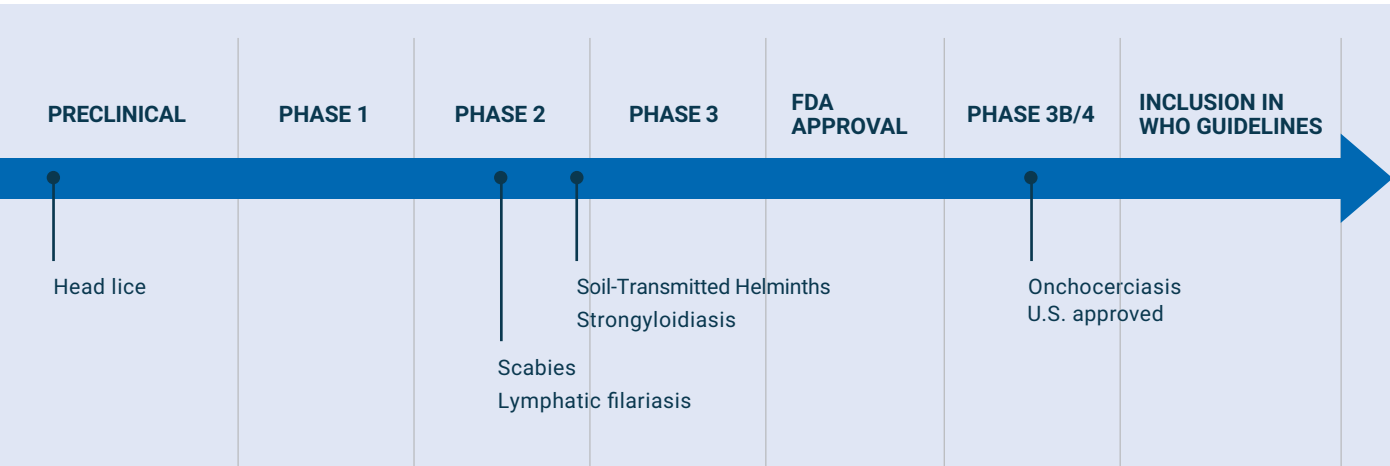 PRECLINICAL
PHASE 1
PHASE 2
PHASE 3
FDA
APPROVAL
PHASE 3B/4
INCLUSION IN
WHO GUIDELINES
Head lice
Soil-Transmitted Helminths
Strongyloidiasis
Scabies
Lymphatic filariasis
Onchocerciasis
U.S. approved